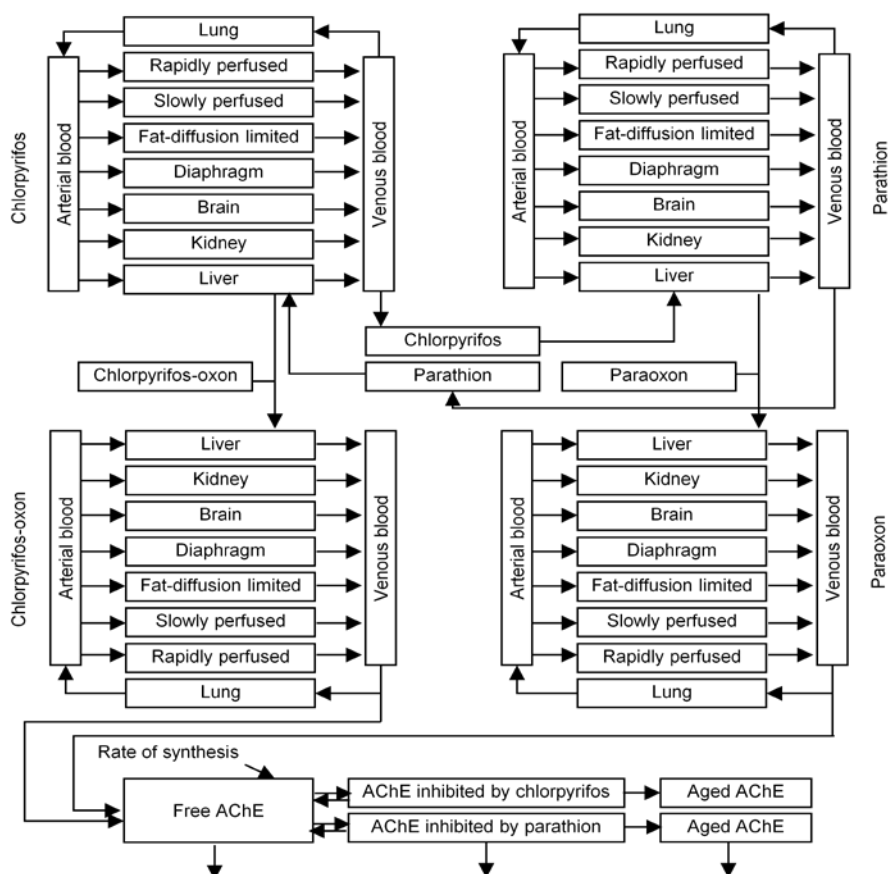 Lung
Rapidly perfused
Slowly perfused
Fat-diffusion limited
Diaphragm
Brain
Kidney
Liver
Arterial blood
Venous blood
Chlorpyrifos
Lung
Rapidly perfused
Slowly perfused
Fat-diffusion limited
Diaphragm
Brain
Kidney
Liver
Arterial blood
Venous blood
Parathion
Chlorpyrifos
Chlorpyrifos-oxon
Parathion
Paraoxon
Liver
Kidney
Brain
Diaphragm
Fat-diffusion limited
Slowly perfused
Rapidly perfused
Lung
Arterial blood
Venous blood
Chlorpyrifos-oxon
Liver
Kidney
Brain
Diaphragm
Fat-diffusion limited
Slowly perfused
Rapidly perfused
Lung
Arterial blood
Venous blood
Paraoxon
Rate of synthesis
Free AChE
AChE inhibited by chlorpyrifos
Aged AChE
AChE inhibited by parathion
Aged AChE